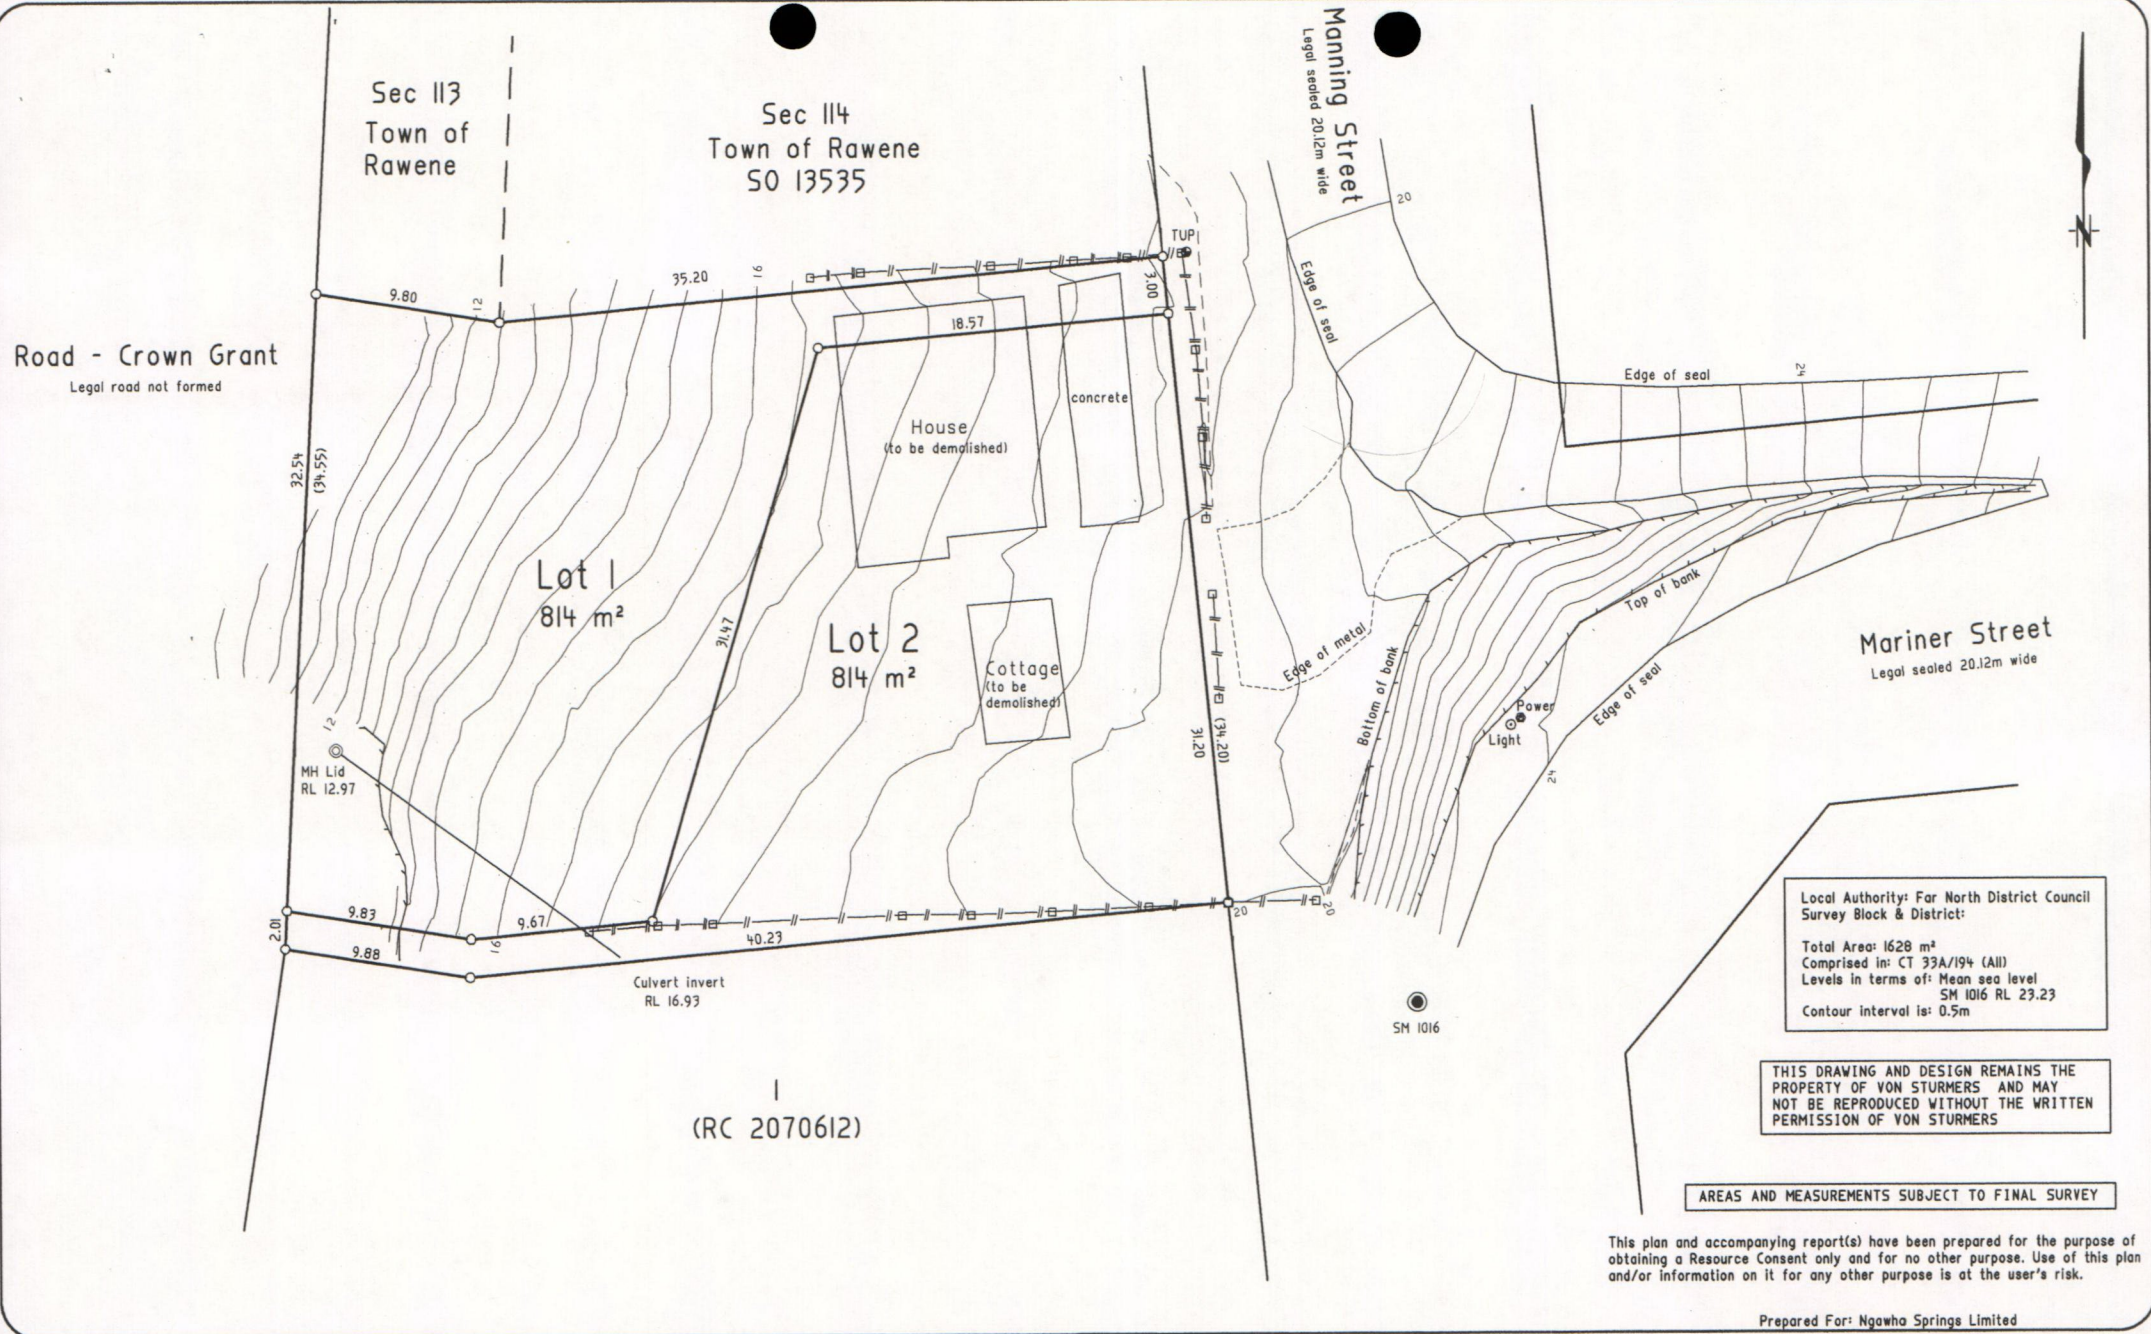 Sec 113
Town of
Rawene
Sec 114
Town of Rawene
SO 13535
Manning Street
Legal sealed 20.12m wide
20
TUP
Edge of seal
9.80
12
35.20
16
3.00
18.57
Road - Crown Grant
Legal road not formed
Edge of seal
24
House
(to be demolished)
concrete
32.54
(34.55)
Lot 1
814 m²
31.47
Lot 2
814 m²
Cottage
(to be
demolished)
Edge of metal
Bottom of bank
Top of bank
Mariner Street
Legal sealed 20.12m wide
Edge of seal
Power
Light
24
31.20
(34.20)
12
MH Lid
RL 12.97
9.83
2.01
9.67
16
9.88
40.23
20
20
Culvert invert
RL 16.93
SM 1016
1
(RC 2070612)
Local Authority: Far North District Council
Survey Block & District:
Total Area: 1628 m²
Comprised in: CT 33A/194 (All)
Levels in terms of: Mean sea level
SM 1016 RL 23.23
Contour interval is: 0.5m
THIS DRAWING AND DESIGN REMAINS THE
PROPERTY OF VON STURMERS AND MAY
NOT BE REPRODUCED WITHOUT THE WRITTEN
PERMISSION OF VON STURMERS
AREAS AND MEASUREMENTS SUBJECT TO FINAL SURVEY
This plan and accompanying report(s) have been prepared for the purpose of
obtaining a Resource Consent only and for no other purpose. Use of this plan
and/or information on it for any other purpose is at the user's risk.
Prepared For: Ngawha Springs Limited